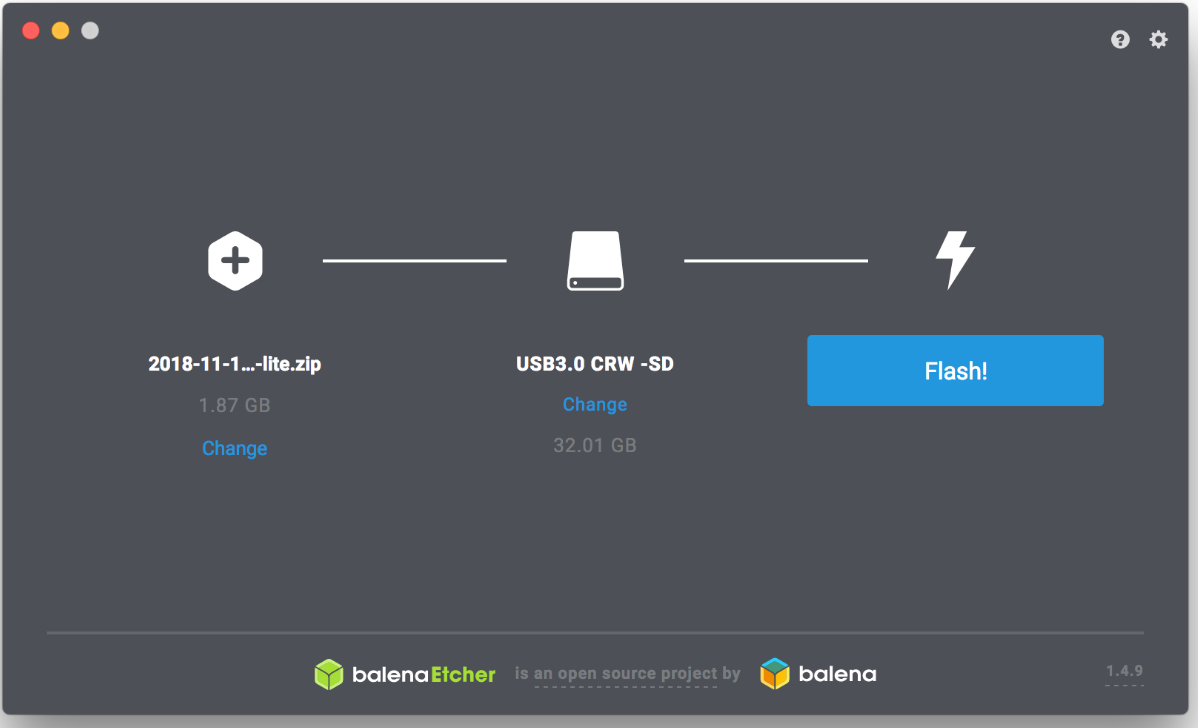 2018-11-1...-lite.zip
1.87 GB
Change
USB3.0 CRW -SD
Change
32.01 GB
Flash!
balenaEtcher is an open source project by balena
1.4.9